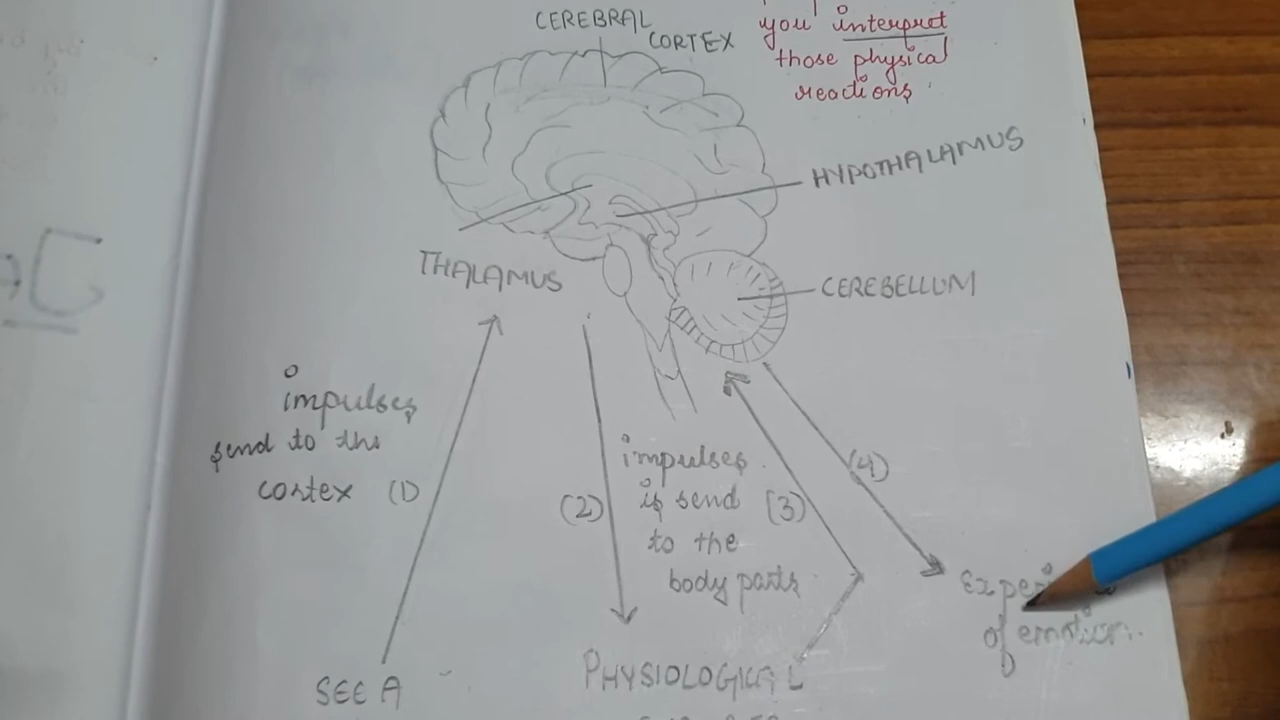 CEREBRAL
CORTEX
you interpret
those physical
reactions
HYPOTHALAMUS
THALAMUS
CEREBELLUM
impulses
send to the
cortex (1)
(2)
impulses
is send
to the
body parts
(3)
(4)
of emotion.
SEE A
PHYSIOLOGICAL